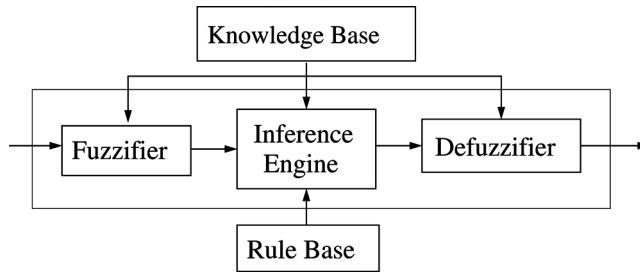 Knowledge Base
Fuzzifier
Inference
Engine
Defuzzifier
Rule Base